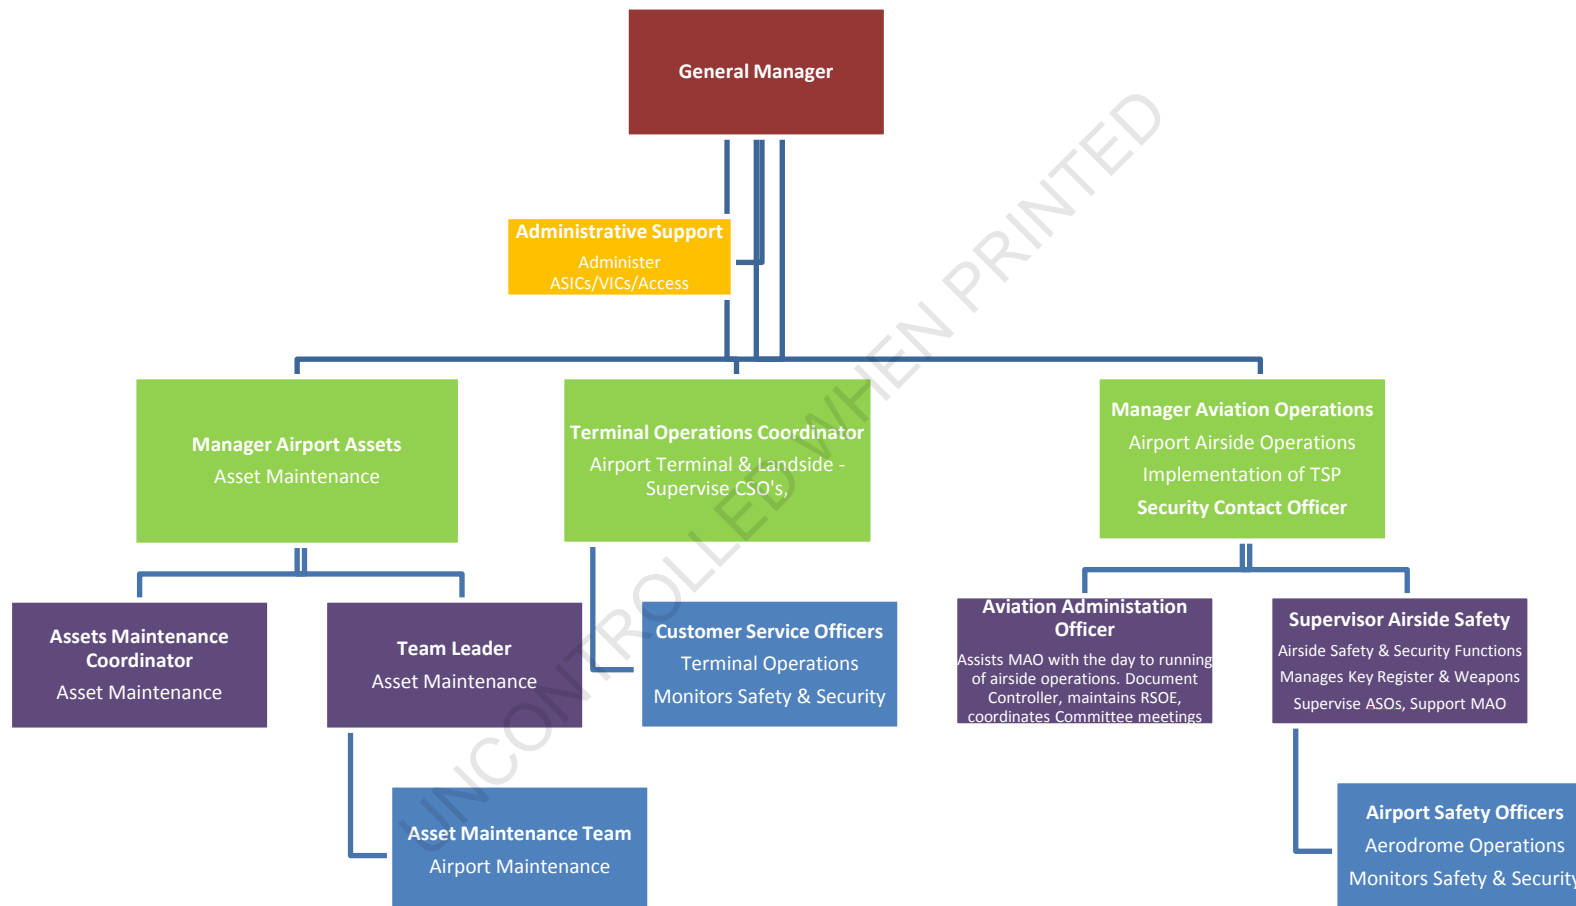 General Manager
Administrative Support
Administer
ASICs/VICs/Access
Manager Airport Assets
Asset Maintenance
Terminal Operations Coordinator
Airport Terminal & Landside -
Supervise CSO's,
Manager Aviation Operations
Airport Airside Operations
Implementation of TSP
Security Contact Officer
Assets Maintenance
Coordinator
Asset Maintenance
Team Leader
Asset Maintenance
Customer Service Officers
Terminal Operations
Monitors Safety & Security
Aviation Administation
Officer
Assists MAO with the day to running
of airside operations. Document
Controller, maintains RSOE,
coordinates Committee meetings
Supervisor Airside Safety
Airside Safety & Security Functions
Manages Key Register & Weapons
Supervise ASOs, Support MAO
Asset Maintenance Team
Airport Maintenance
Airport Safety Officers
Aerodrome Operations
Monitors Safety & Security
UNCONTROLLED WHEN PRINTED